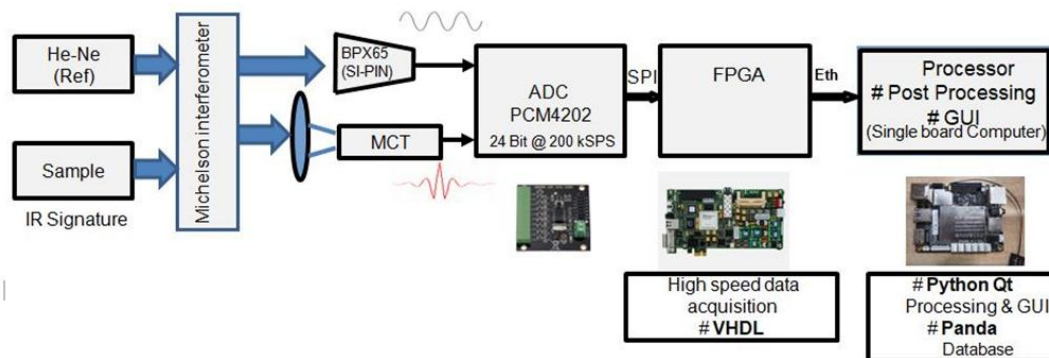 He-Ne
(Ref)
Sample
IR Signature
Michelson interferometer
BPX65
(SI-PIN)
MCT
ADC
PCM4202
24 Bit @ 200 kSPS
SPI
FPGA
Eth
Processor
# Post Processing
# GUI
(Single board Computer)
High speed data
acquisition
# VHDL
# Python Qt
Processing & GUI
# Panda
Database